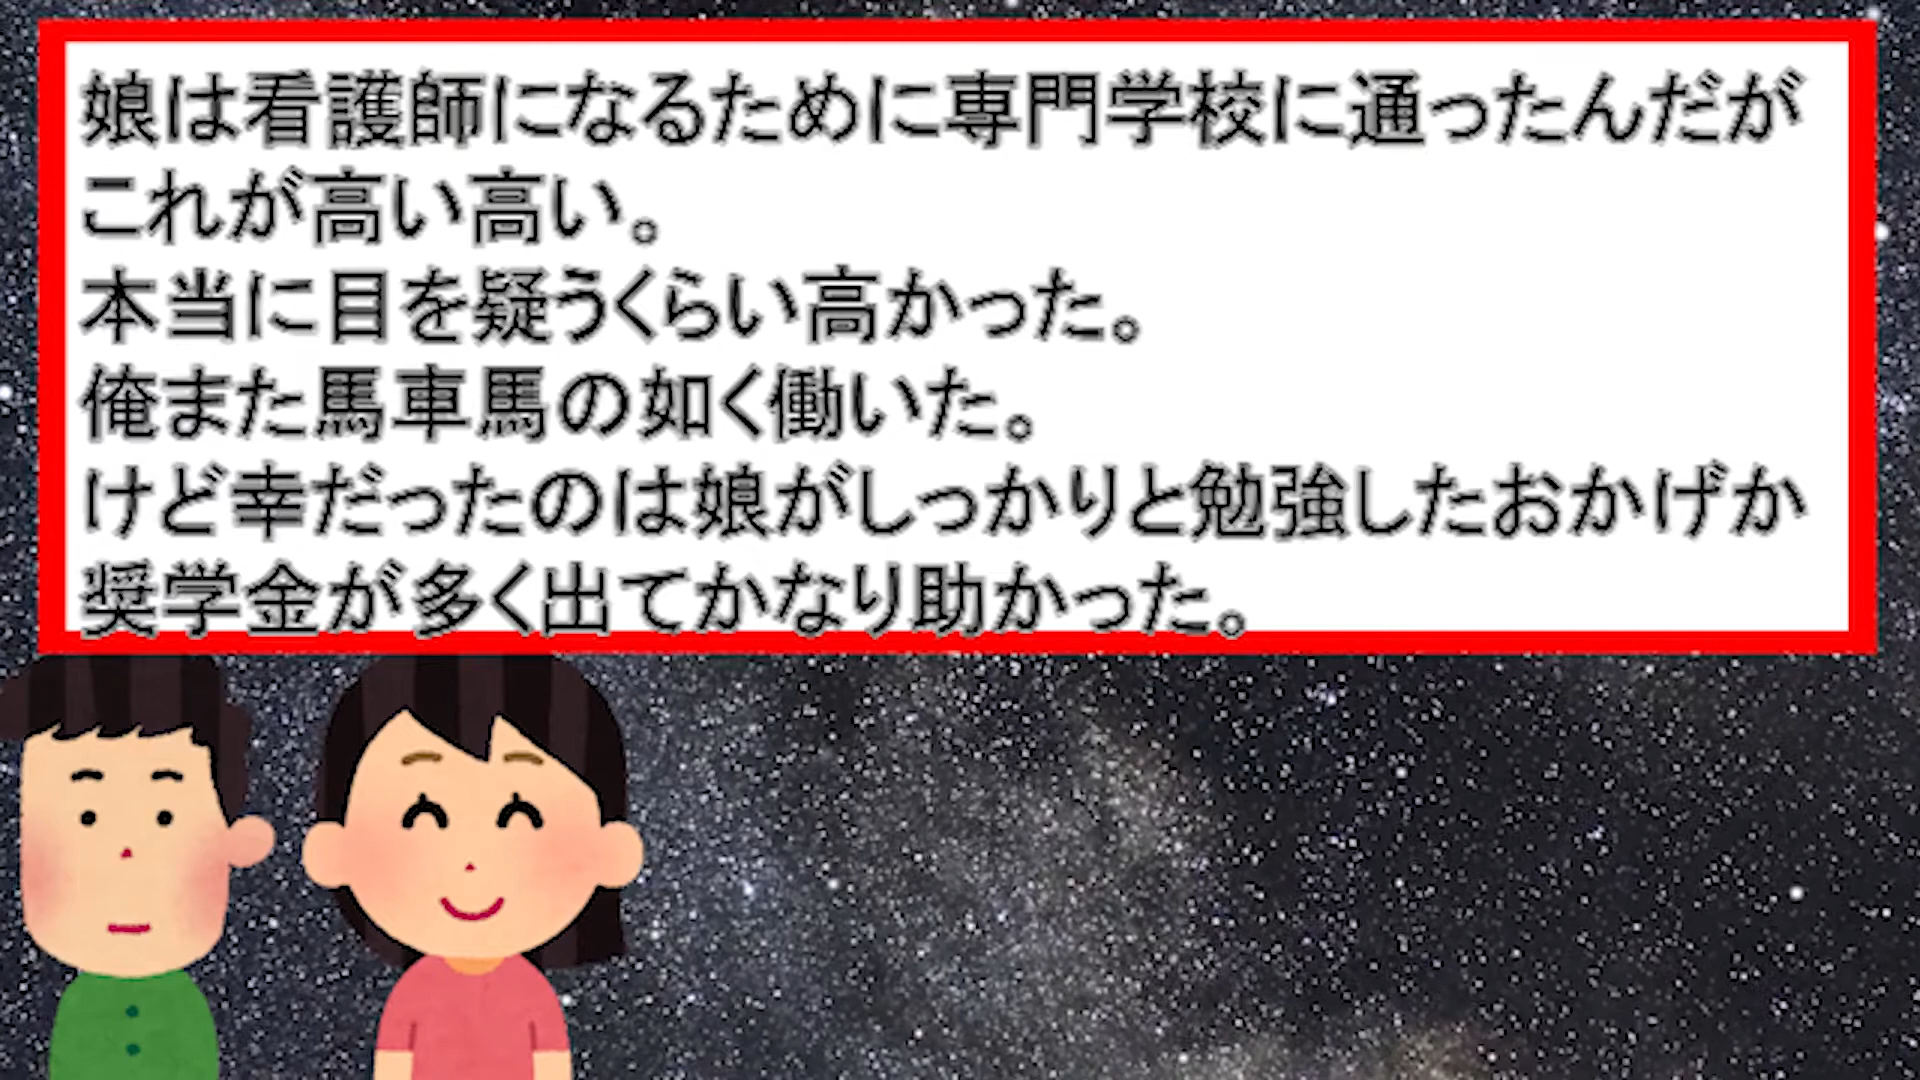 娘は看護師になるために専門学校に通ったんだが
これが高い高い。
本当に目を疑うくらい高かった。
俺また馬車馬の如く働いた。
けど幸だったのは娘がしっかりと勉強したおかげか
奨学金が多く出てかなり助かった。